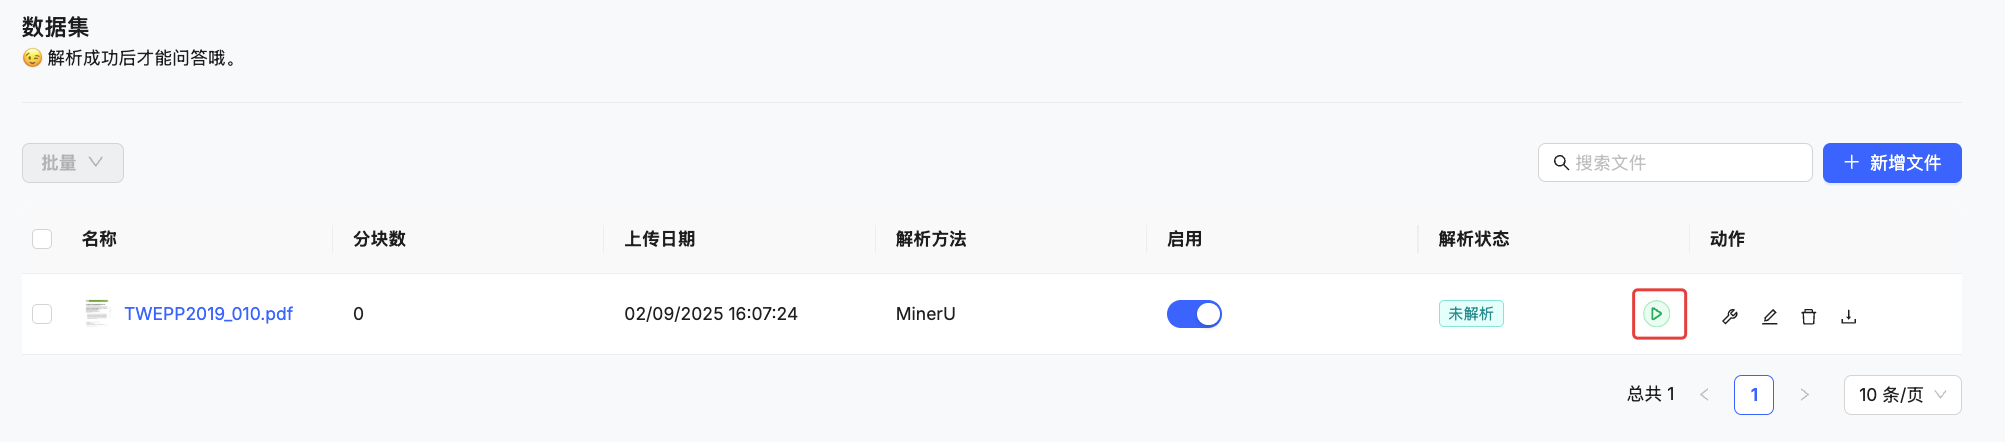 数据集
😉 解析成功后才能问答哦。
批量
搜索文件
+ 新增文件
名称 分块数 上传日期 解析方法 启用 解析状态 动作
TWEPP2019_010.pdf 0 02/09/2025 16:07:24 MinerU 未解析
总共 1 < 1 > 10 条/页